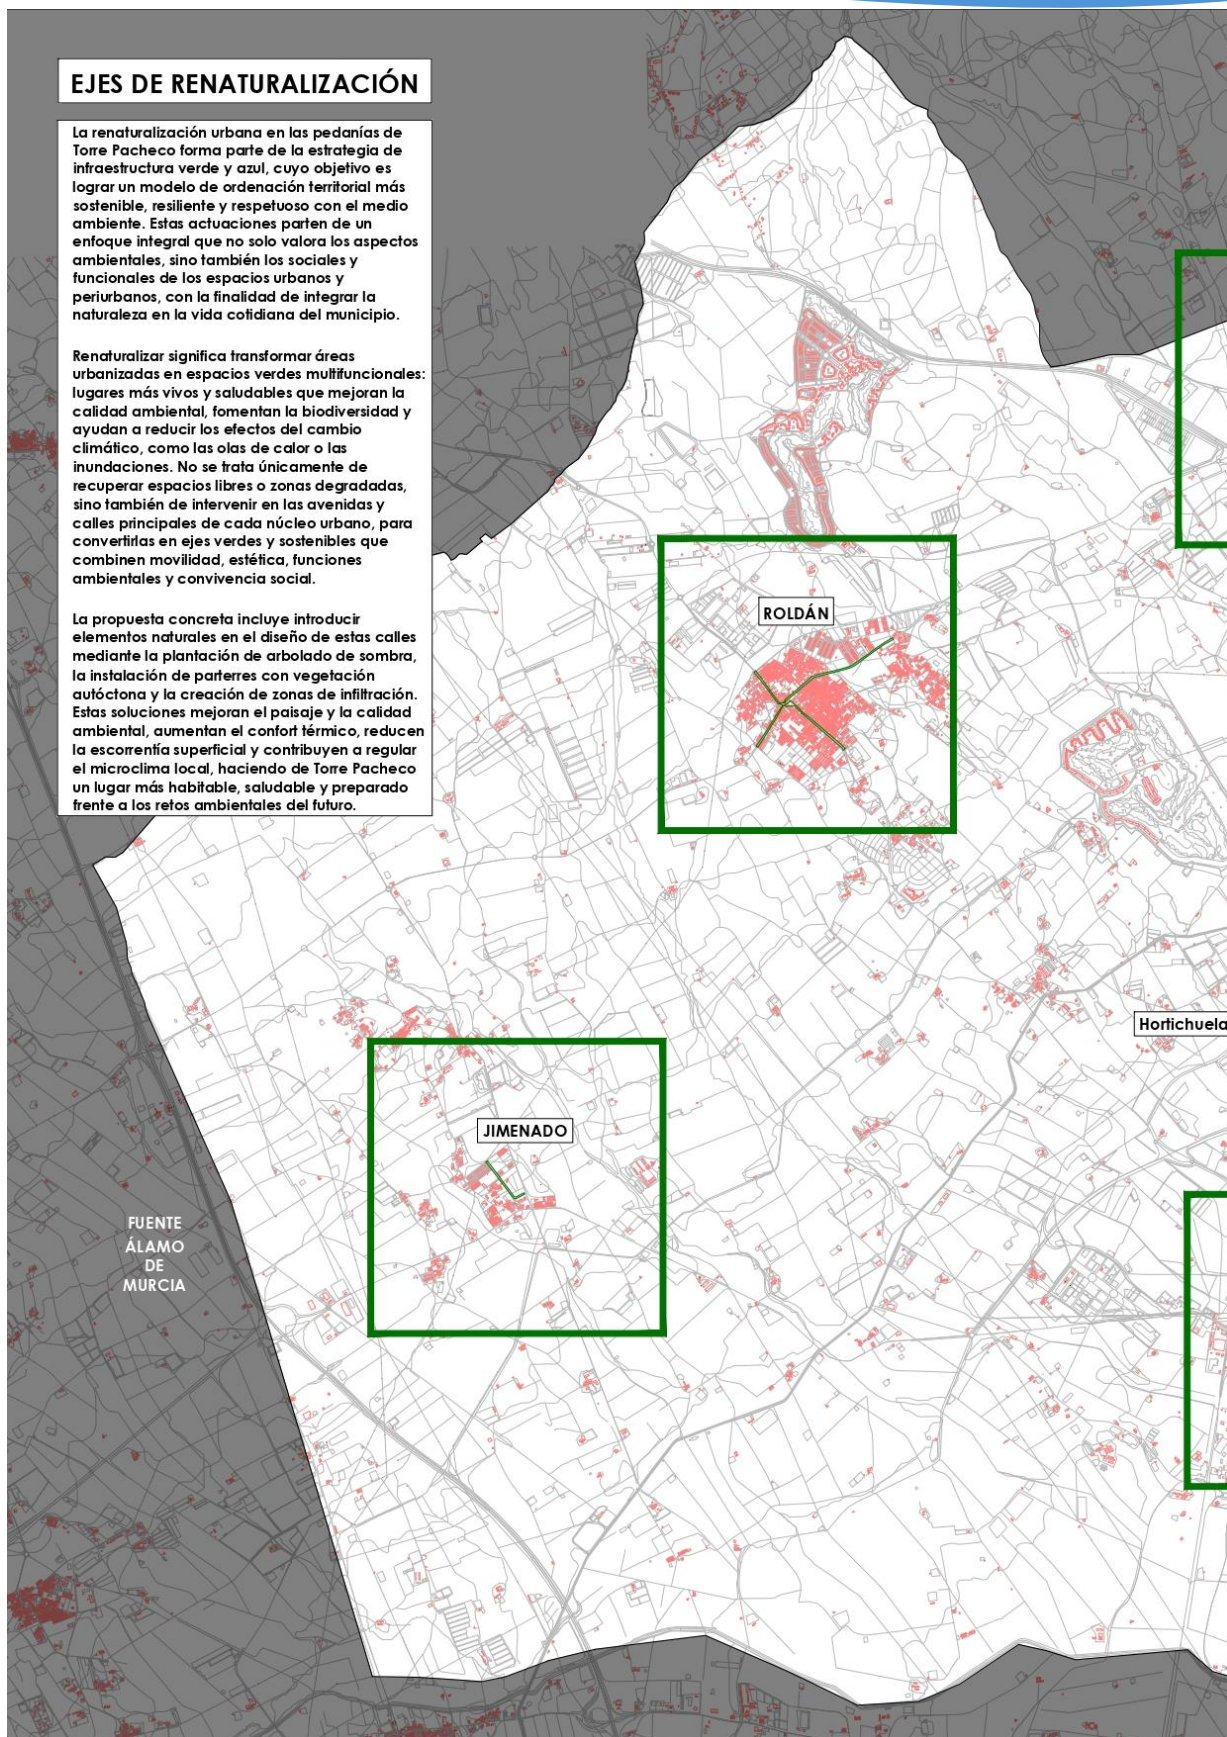 EJES DE RENATURALIZACIÓN
La renaturalización urbana en las pedanías de
Torre Pacheco forma parte de la estrategia de
infraestructura verde y azul, cuyo objetivo es
lograr un modelo de ordenación territorial más
sostenible, resiliente y respetuoso con el medio
ambiente. Estas actuaciones parten de un
enfoque integral que no solo valora los aspectos
ambientales, sino también los sociales y
funcionales de los espacios urbanos y
periurbanos, con la finalidad de integrar la
naturaleza en la vida cotidiana del municipio.
Renaturalizar significa transformar áreas
urbanizadas en espacios verdes multifuncionales:
lugares más vivos y saludables que mejoran la
calidad ambiental, fomentan la biodiversidad y
ayudan a reducir los efectos del cambio
climático, como las olas de calor o las
inundaciones. No se trata únicamente de
recuperar espacios libres o zonas degradadas,
sino también de intervenir en las avenidas y
calles principales de cada núcleo urbano, para
convertirlas en ejes verdes y sostenibles que
combinen movilidad, estética, funciones
ambientales y convivencia social.
La propuesta concreta incluye introducir
elementos naturales en el diseño de estas calles
mediante la plantación de arbolado de sombra,
la instalación de parterres con vegetación
autóctona y la creación de zonas de infiltración.
Estas soluciones mejoran el paisaje y la calidad
ambiental, aumentan el confort térmico, reducen
la escorrentía superficial y contribuyen a regular
el microclima local, haciendo de Torre Pacheco
un lugar más habitable, saludable y preparado
frente a los retos ambientales del futuro.
ROLDÁN
Hortichuela
JIMENADO
FUENTE
ÁLAMO
DE
MURCIA